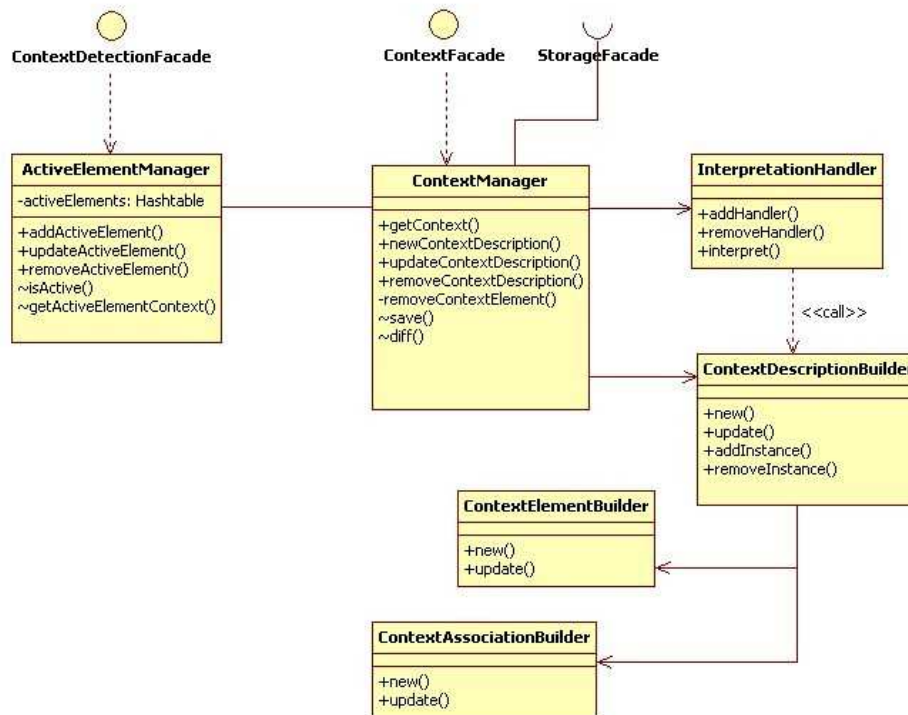 ContextDetectionFacade
ContextFacade
StorageFacade
ActiveElementManager
-activeElements: Hashtable
+addActiveElement()
+updateActiveElement()
+removeActiveElement()
~isActive()
~getActiveElementContext()
ContextManager
+getContext()
+newContextDescription()
+updateContextDescription()
+removeContextDescription()
-removeContextElement()
~save()
~diff()
InterpretationHandler
+addHandler()
+removeHandler()
+interpret()
<<call>>
ContextDescriptionBuilder
+new()
+update()
+addInstance()
+removeInstance()
ContextElementBuilder
+new()
+update()
ContextAssociationBuilder
+new()
+update()